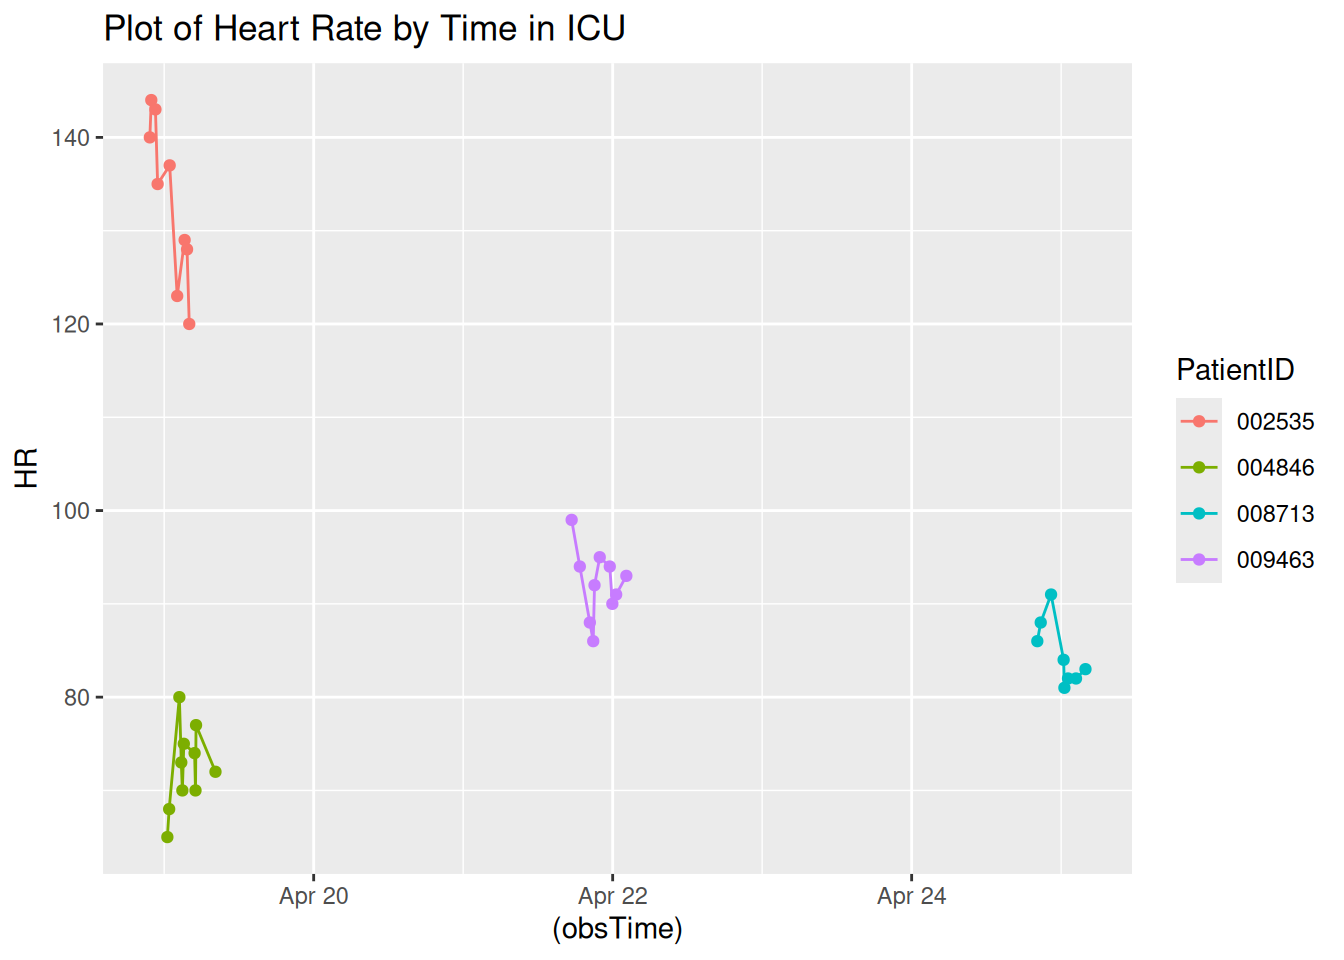 Plot of Heart Rate by Time in ICU
140
120
100
80
HR
Apr 20
Apr 22
Apr 24
(obsTime)
PatientID
002535
004846
008713
009463